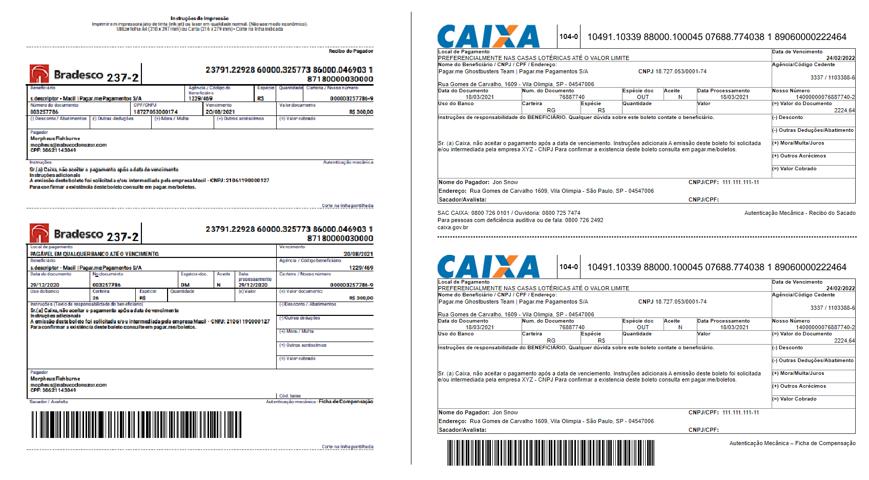 Instruções de Impressão
Imprimir em impressora jato de tinta (ink jet) ou laser em qualidade normal. (Não use modo econômico).
Utilize folha A4 (210 x 297 mm) ou Carta (216 x 279 mm) - Corte na linha indicada
Recibo do Pagador
Bradesco 237-2
23791.22928 60000.325773 86000.046903 1
87180000030000
Beneficiário Agência / Código do Beneficiário Espécie Quantidade Carteira / Nosso número
s.descriptor - Macil | Pagar.me Pagamentos S/A 1229/469 R$ 000003257786-9
Número do documento CPF/CNPJ Vencimento Valor documento
003257786 18727053000174 20/08/2021 R$ 300,00
(-) Desconto / Abatimentos (-) Outras deduções (+) Mora / Multa (+) Outros acréscimos (=) Valor cobrado
Pagador
Morpheus Fishburne
CPF:
Instruções Autenticação mecânica
Sr.(a) Caixa, não aceitar o pagamento após a data de vencimento
Instruções adicionais
A emissão deste boleto foi solicitada e/ou intermediada pela empresa Macil - CNPJ: 21061190000127
Para confirmar a existência deste boleto consulte em pagar.me/boletos.
Corte na linha pontilhada
Bradesco 237-2
23791.22928 60000.325773 86000.046903 1
87180000030000
Local de pagamento Vencimento
PAGÁVEL EM QUALQUER BANCO ATÉ O VENCIMENTO 20/08/2021
Beneficiário Agência / Código beneficiário
s.descriptor - Macil | Pagar.me Pagamentos S/A 1229/469
Data do documento No documento Espécie doc. Aceite Data processamento Carteira / Nosso número
29/12/2020 003257786 DM N 29/12/2020 000003257786-9
Uso do banco Carteira Espécie Quantidade (x) Valor (=) Valor documento
26 R$ R$ 300,00
Instruções (Texto de responsabilidade do beneficiário) (-) Desconto / Abatimentos
Sr.(a) Caixa, não aceitar o pagamento após a data de vencimento
Instruções adicionais
A emissão deste boleto foi solicitada e/ou intermediada pela empresa Macil - CNPJ: 21061190000127
Para confirmar a existência deste boleto consulte em pagar.me/boletos.
(-) Outras deduções
(+) Mora / Multa
(+) Outros acréscimos
(=) Valor cobrado
Pagador
Morpheus Fishburne
CPF:
Cód. baixa
Sacador / Avalista Autenticação mecânica - Ficha de Compensação
Corte na linha pontilhada
CAIXA 104-0 10491.10339 88000.100045 07688.774038 1 89060000222464
Local de Pagamento Data de Vencimento
PREFERENCIALMENTE NAS CASAS LOTÉRICAS ATÉ O VALOR LIMITE 24/02/2022
Nome do Beneficiário / CNPJ / CPF / Endereço: Agência/Código Cedente
Pagar.me Ghostbusters Team | Pagar.me Pagamentos S/A CNPJ 18.727.053/0001-74
3337 / 1103388-6
Rua Gomes de Carvalho 1609, Vila Olimpia - SP, SP - 04547006
Data do Documento Num. do Documento Espécie doc Aceite Data Processamento Nosso Número
18/03/2021 76887740 OUT N 18/03/2021 14000000076887740-2
Uso do Banco Carteira Espécie Quantidade Valor (=) Valor do Documento
RG R$ 2224.64
Instruções (de responsabilidade do BENEFICIÁRIO. Qualquer dúvida sobre este boleto contate o beneficiário. (-) Desconto
(-) Outras Deduções/Abatimento
Sr. (a) Caixa, não aceitar o pagamento após a data de vencimento. Instruções adicionais A emissão deste boleto foi solicitada (+) Mora/Multa/Juros
e/ou intermediada pela empresa XYZ - CNPJ Para confirmar a existência deste boleto consulte em pagar.me/boletos.
(+) Outros Acréscimos
(=) Valor Cobrado
Nome do Pagador: Jon Snow CNPJ/CPF: 111.111.111-11
Endereço: Rua Gomes de Carvalho 1609, Vila Olimpia - São Paulo, SP - 04547006
Sacador/Avalista: CNPJ/CPF:
SAC CAIXA: 0800 726 0101 / Ouvidoria: 0800 725 7474 Autenticação Mecânica - Recibo do Sacado
Para pessoas com deficiência auditiva ou de fala: 0800 726 2492
caixa.gov.br
CAIXA 104-0 10491.10339 88000.100045 07688.774038 1 89060000222464
Local de Pagamento Data de Vencimento
PREFERENCIALMENTE NAS CASAS LOTÉRICAS ATÉ O VALOR LIMITE 24/02/2022
Nome do Beneficiário / CNPJ / CPF / Endereço: Agência/Código Cedente
Pagar.me Ghostbusters Team | Pagar.me Pagamentos S/A CNPJ 18.727.053/0001-74
3337 / 1103388-6
Rua Gomes de Carvalho 1609, Vila Olimpia - SP, SP - 04547006
Data do Documento Num. do Documento Espécie doc Aceite Data Processamento Nosso Número
18/03/2021 76887740 OUT N 18/03/2021 14000000076887740-2
Uso do Banco Carteira Espécie Quantidade Valor (=) Valor do Documento
RG R$ 2224.64
Instruções (de responsabilidade do BENEFICIÁRIO. Qualquer dúvida sobre este boleto contate o beneficiário. (-) Desconto
(-) Outras Deduções/Abatimento
Sr. (a) Caixa, não aceitar o pagamento após a data de vencimento. Instruções adicionais A emissão deste boleto foi solicitada (+) Mora/Multa/Juros
e/ou intermediada pela empresa XYZ - CNPJ Para confirmar a existência deste boleto consulte em pagar.me/boletos.
(+) Outros Acréscimos
(=) Valor Cobrado
Nome do Pagador: Jon Snow CNPJ/CPF: 111.111.111-11
Endereço: Rua Gomes de Carvalho 1609, Vila Olimpia - São Paulo, SP - 04547006
Sacador/Avalista: CNPJ/CPF:
Autenticação Mecânica – Ficha de Compensação